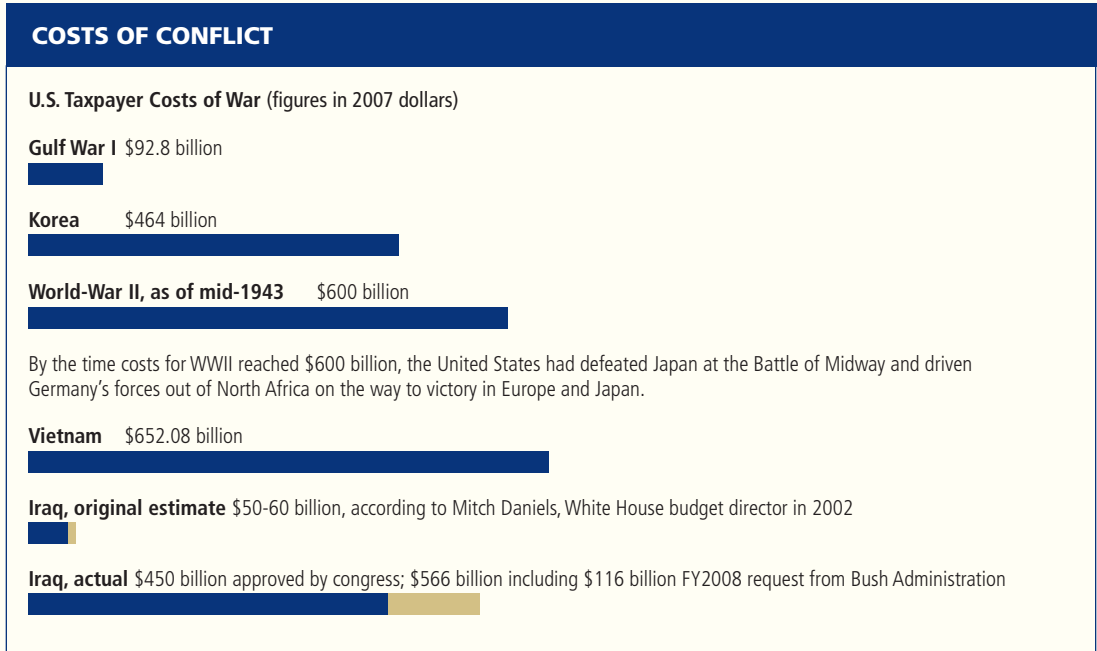 COSTS OF CONFLICT
U.S. Taxpayer Costs of War (figures in 2007 dollars)
Gulf War I $92.8 billion
Korea $464 billion
World-War II, as of mid-1943 $600 billion
By the time costs for WWII reached $600 billion, the United States had defeated Japan at the Battle of Midway and driven
Germany’s forces out of North Africa on the way to victory in Europe and Japan.
Vietnam $652.08 billion
Iraq, original estimate $50-60 billion, according to Mitch Daniels, White House budget director in 2002
Iraq, actual $450 billion approved by congress; $566 billion including $116 billion FY2008 request from Bush Administration